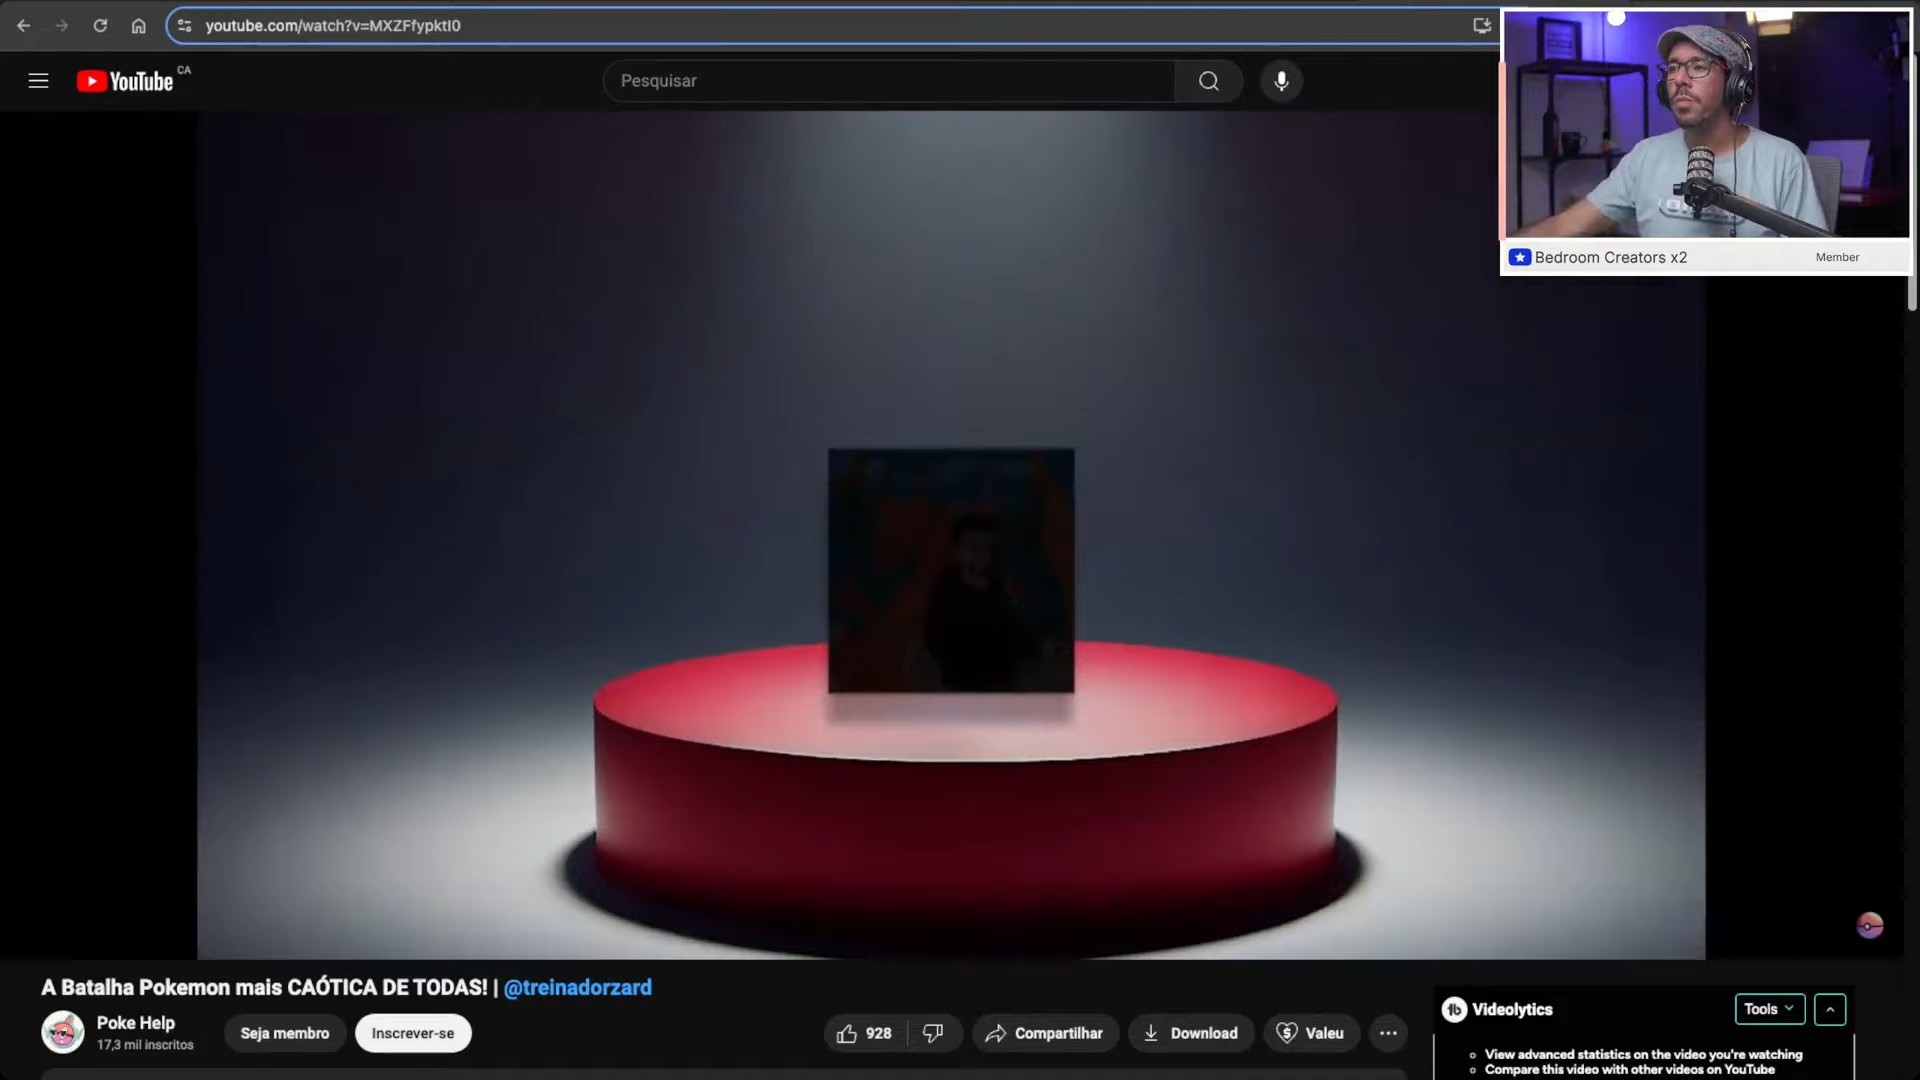 youtube.com/watch?v=MXZFfypktI0
YouTube CA
Pesquisar
Bedroom Creators x2
Member
A Batalha Pokemon mais CAÓTICA DE TODAS! | @treinadorzard
Poke Help
17,3 mil inscritos
Seja membro
Inscrever-se
928
Compartilhar
Download
Valeu
Videolytics
Tools
View advanced statistics on the video you're watching
Compare this video with other videos on YouTube